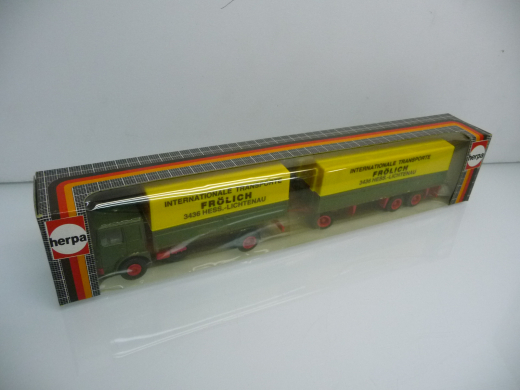 herpa
INTERNATIONALE TRANSPORTE
FRÖLICH
3436 HESS.-LICHTENAU
INTERNATIONALE TRANSPORTE
FRÖLICH
3436 HESS.-LICHTENAU
herpa